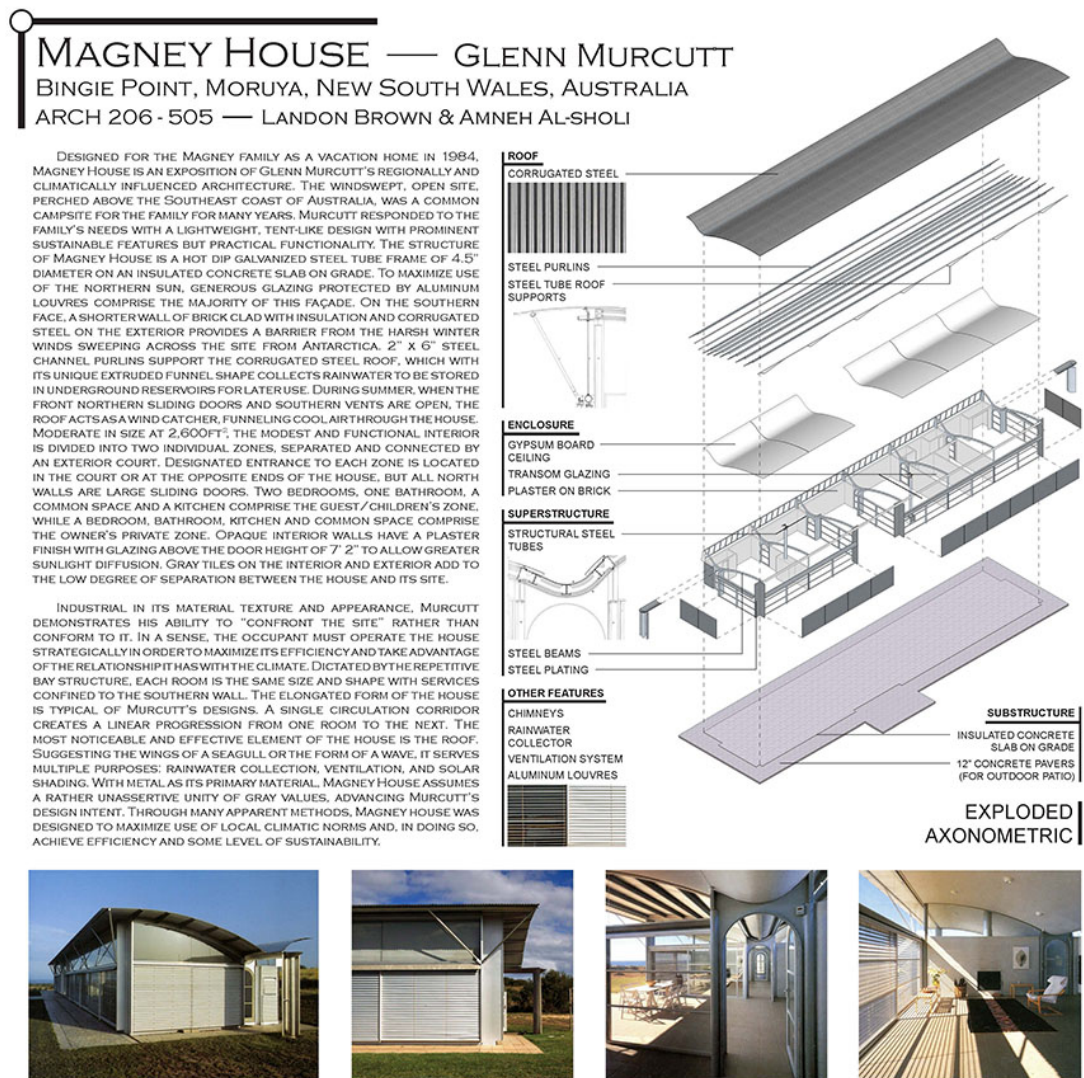 MAGNEY HOUSE — GLENN MURCUTT
BINGIE POINT, MORUYA, NEW SOUTH WALES, AUSTRALIA
ARCH 206 - 505 — LANDON BROWN & AMNEH AL-SHOLI
DESIGNED FOR THE MAGNEY FAMILY AS A VACATION HOME IN 1984,
MAGNEY HOUSE IS AN EXPOSITION OF GLENN MURCUTT'S REGIONALLY AND
CLIMATICALLY INFLUENCED ARCHITECTURE. THE WINDSWEPT, OPEN SITE,
PERCHED ABOVE THE SOUTHEAST COAST OF AUSTRALIA, WAS A COMMON
CAMPSITE FOR THE FAMILY FOR MANY YEARS. MURCUTT RESPONDED TO THE
FAMILY'S NEEDS WITH A LIGHTWEIGHT, TENT-LIKE DESIGN WITH PROMINENT
SUSTAINABLE FEATURES BUT PRACTICAL FUNCTIONALITY. THE STRUCTURE
OF MAGNEY HOUSE IS A HOT DIP GALVANIZED STEEL TUBE FRAME OF 4.5"
DIAMETER ON AN INSULATED CONCRETE SLAB ON GRADE. TO MAXIMIZE USE
OF THE NORTHERN SUN, GENEROUS GLAZING PROTECTED BY ALUMINUM
LOUVRES COMPRISE THE MAJORITY OF THIS FAÇADE. ON THE SOUTHERN
FACE, A SHORTER WALL OF BRICK CLAD WITH INSULATION AND CORRUGATED
STEEL ON THE EXTERIOR PROVIDES A BARRIER FROM THE HARSH WINTER
WINDS SWEEPING ACROSS THE SITE FROM ANTARCTICA. 2" X 6" STEEL
CHANNEL PURLINS SUPPORT THE CORRUGATED STEEL ROOF, WHICH WITH
ITS UNIQUE EXTRUDED FUNNEL SHAPE COLLECTS RAINWATER TO BE STORED
IN UNDERGROUND RESERVOIRS FOR LATER USE. DURING SUMMER, WHEN THE
FRONT NORTHERN SLIDING DOORS AND SOUTHERN VENTS ARE OPEN, THE
ROOF ACTS AS A WIND CATCHER, FUNNELING COOL AIR THROUGH THE HOUSE.
MODERATE IN SIZE AT 2,600FT², THE MODEST AND FUNCTIONAL INTERIOR
IS DIVIDED INTO TWO INDIVIDUAL ZONES, SEPARATED AND CONNECTED BY
AN EXTERIOR COURT. DESIGNATED ENTRANCE TO EACH ZONE IS LOCATED
IN THE COURT OR AT THE OPPOSITE ENDS OF THE HOUSE, BUT ALL NORTH
WALLS ARE LARGE SLIDING DOORS. TWO BEDROOMS, ONE BATHROOM, A
COMMON SPACE AND A KITCHEN COMPRISE THE GUEST/CHILDREN'S ZONE,
WHILE A BEDROOM, BATHROOM, KITCHEN AND COMMON SPACE COMPRISE
THE OWNER'S PRIVATE ZONE. OPAQUE INTERIOR WALLS HAVE A PLASTER
FINISH WITH GLAZING ABOVE THE DOOR HEIGHT OF 7' 2" TO ALLOW GREATER
SUNLIGHT DIFFUSION. GRAY TILES ON THE INTERIOR AND EXTERIOR ADD TO
THE LOW DEGREE OF SEPARATION BETWEEN THE HOUSE AND ITS SITE.
INDUSTRIAL IN ITS MATERIAL TEXTURE AND APPEARANCE, MURCUTT
DEMONSTRATES HIS ABILITY TO "CONFRONT THE SITE" RATHER THAN
CONFORM TO IT. IN A SENSE, THE OCCUPANT MUST OPERATE THE HOUSE
STRATEGICALLY IN ORDER TO MAXIMIZE ITS EFFICIENCY AND TAKE ADVANTAGE
OF THE RELATIONSHIP IT HAS WITH THE CLIMATE. DICTATED BY THE REPETITIVE
BAY STRUCTURE, EACH ROOM IS THE SAME SIZE AND SHAPE WITH SERVICES
CONFINED TO THE SOUTHERN WALL. THE ELONGATED FORM OF THE HOUSE
IS TYPICAL OF MURCUTT'S DESIGNS. A SINGLE CIRCULATION CORRIDOR
CREATES A LINEAR PROGRESSION FROM ONE ROOM TO THE NEXT. THE
MOST NOTICEABLE AND EFFECTIVE ELEMENT OF THE HOUSE IS THE ROOF.
SUGGESTING THE WINGS OF A SEAGULL OR THE FORM OF A WAVE, IT SERVES
MULTIPLE PURPOSES: RAINWATER COLLECTION, VENTILATION, AND SOLAR
SHADING. WITH METAL AS ITS PRIMARY MATERIAL, MAGNEY HOUSE ASSUMES
A RATHER UNASSERTIVE UNITY OF GRAY VALUES, ADVANCING MURCUTT'S
DESIGN INTENT. THROUGH MANY APPARENT METHODS, MAGNEY HOUSE WAS
DESIGNED TO MAXIMIZE USE OF LOCAL CLIMATIC NORMS AND, IN DOING SO,
ACHIEVE EFFICIENCY AND SOME LEVEL OF SUSTAINABILITY.
ROOF
CORRUGATED STEEL
STEEL PURLINS
STEEL TUBE ROOF
SUPPORTS
ENCLOSURE
GYPSUM BOARD
CEILING
TRANSOM GLAZING
PLASTER ON BRICK
SUPERSTRUCTURE
STRUCTURAL STEEL
TUBES
STEEL BEAMS
STEEL PLATING
OTHER FEATURES
CHIMNEYS
RAINWATER
COLLECTOR
VENTILATION SYSTEM
ALUMINUM LOUVRES
SUBSTRUCTURE
INSULATED CONCRETE
SLAB ON GRADE
12" CONCRETE PAVERS
(FOR OUTDOOR PATIO)
EXPLODED
AXONOMETRIC